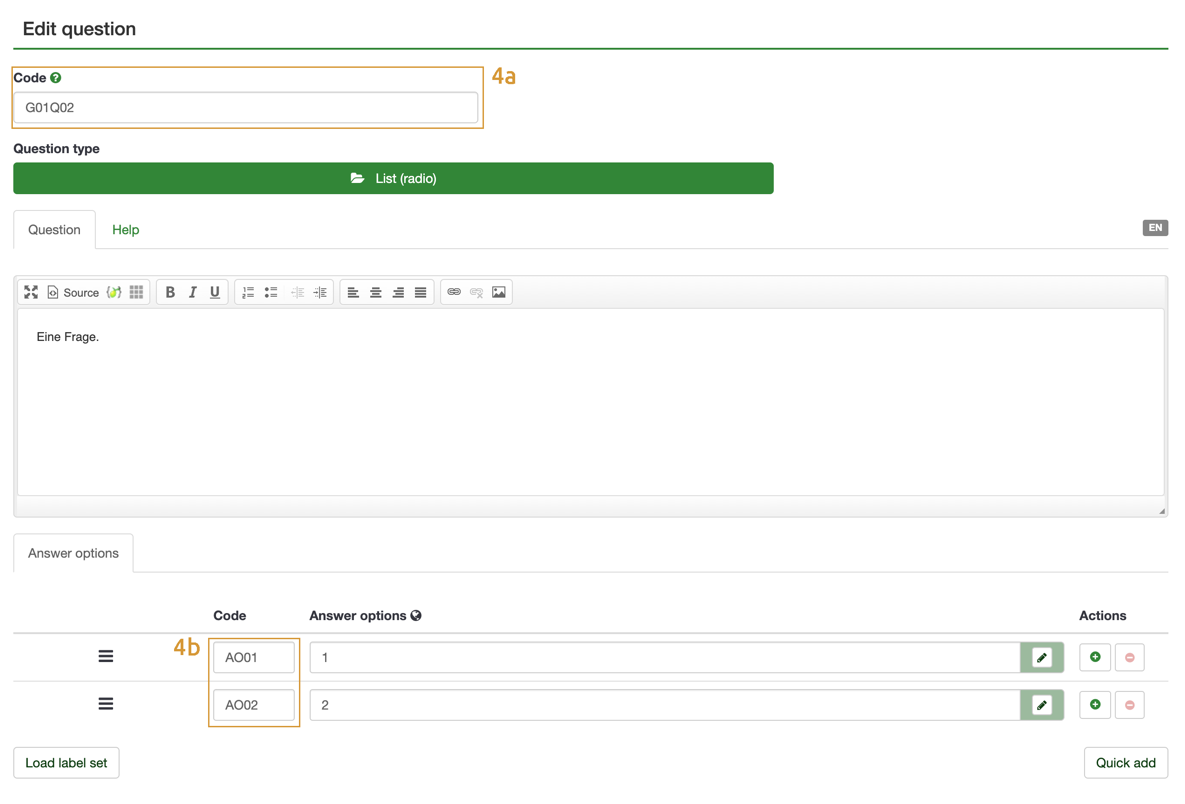 Edit question
Code
4a
G01Q02
Question type
List (radio)
Question
Help
EN
Source
B I U
Eine Frage.
Answer options
Code
Answer options
Actions
4b
AO01
1
AO02
2
Load label set
Quick add